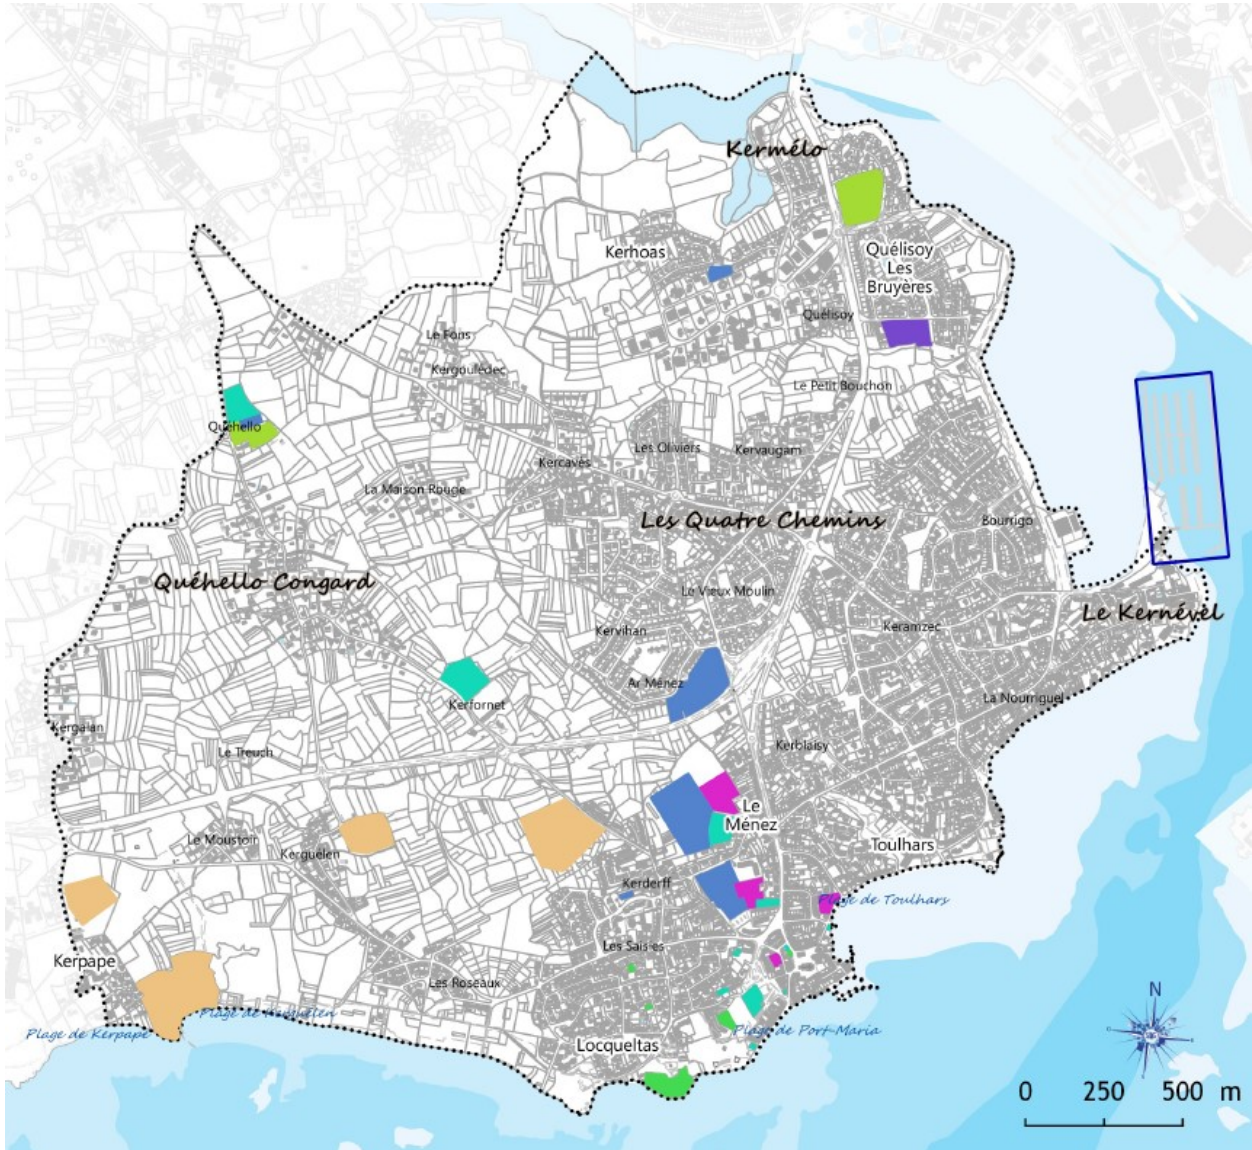 Kermélo
Kerhoas
Quélisoy
Les
Bruyères
Quélisoy
Le Fons
Kergoulédec
Le Petit Bouchon
Quéhello
Les Oliviers
Kervaugam
Kercavès
La Maison Rouge
Les Quatre Chemins
Bourrigo
Quéhello Congard
Le Vieux Moulin
Le Kernével
Kervihan
Keramzec
Ar Ménez
La Nourriguel
Kerfornet
Kergalan
Le Treuch
Kerblaisy
Le
Ménez
Le Moustoir
Kerguélen
Toulhars
Kerderff
Plage de Toulhars
Les Saisies
Kerpape
Les Roseaux
N
Plage de Kerguélen
Plage de Kerpape
Plage de Port Maria
Locqueltas
0 250 500 m